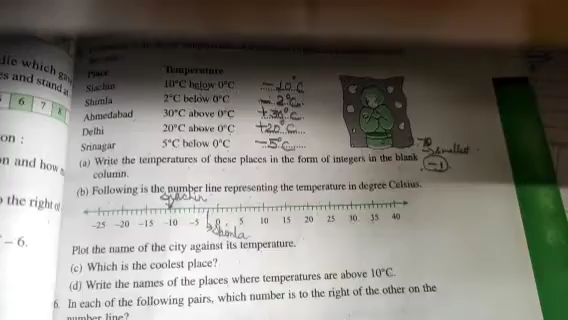 die which
es and stand a
6 7 8
on :
n and how
the right of
– 6.
Place Temperature
Siachin 10°C below 0°C –10°C
Shimla 2°C below 0°C –2°C
Ahmedabad 30°C above 0°C +30°C
Delhi 20°C above 0°C +20°C
Srinagar 5°C below 0°C –5°C
Smallest
–1
(a) Write the temperatures of these places in the form of integers in the blank
column.
(b) Following is the number line representing the temperature in degree Celsius.
–25 –20 –15 –10 –5 5 10 15 20 25 30 35 40
Shimla
Plot the name of the city against its temperature.
(c) Which is the coolest place?
(d) Write the names of the places where temperatures are above 10°C.
6. In each of the following pairs, which number is to the right of the other on the
number line?